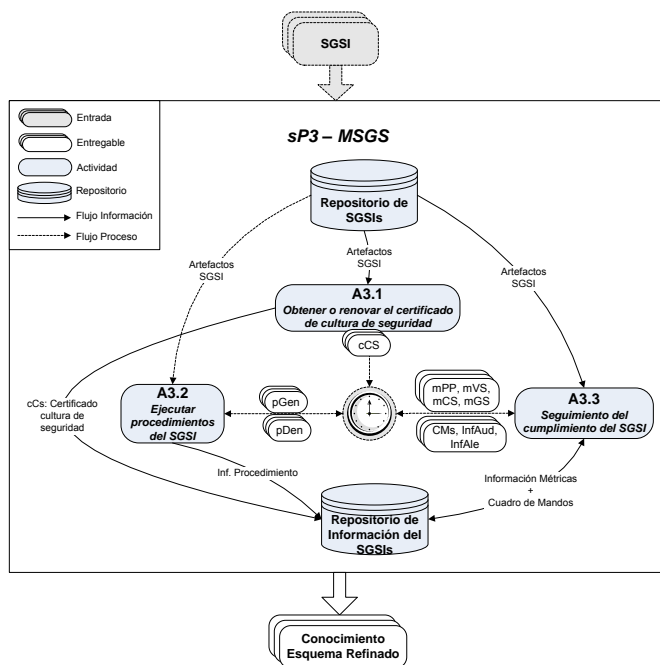 SGSI
Entrada
Entregable
Actividad
Repositorio
Flujo Información
Flujo Proceso
sP3 – MSGS
Repositorio de
SGSIs
Artefactos
SGSI
Artefactos
SGSI
Artefactos
SGSI
A3.1
Obtener o renovar el certificado
de cultura de seguridad
cCS
cCs: Certificado
cultura de
seguridad
A3.2
Ejecutar
procedimientos
del SGSI
pGen
pDen
mPP, mVS,
mCS, mGS
CMs, InfAud,
InfAle
A3.3
Seguimiento del
cumplimiento del SGSI
Inf. Procedimiento
Información Métricas
+
Cuadro de Mandos
Repositorio de
Información del
SGSIs
Conocimiento
Esquema Refinado